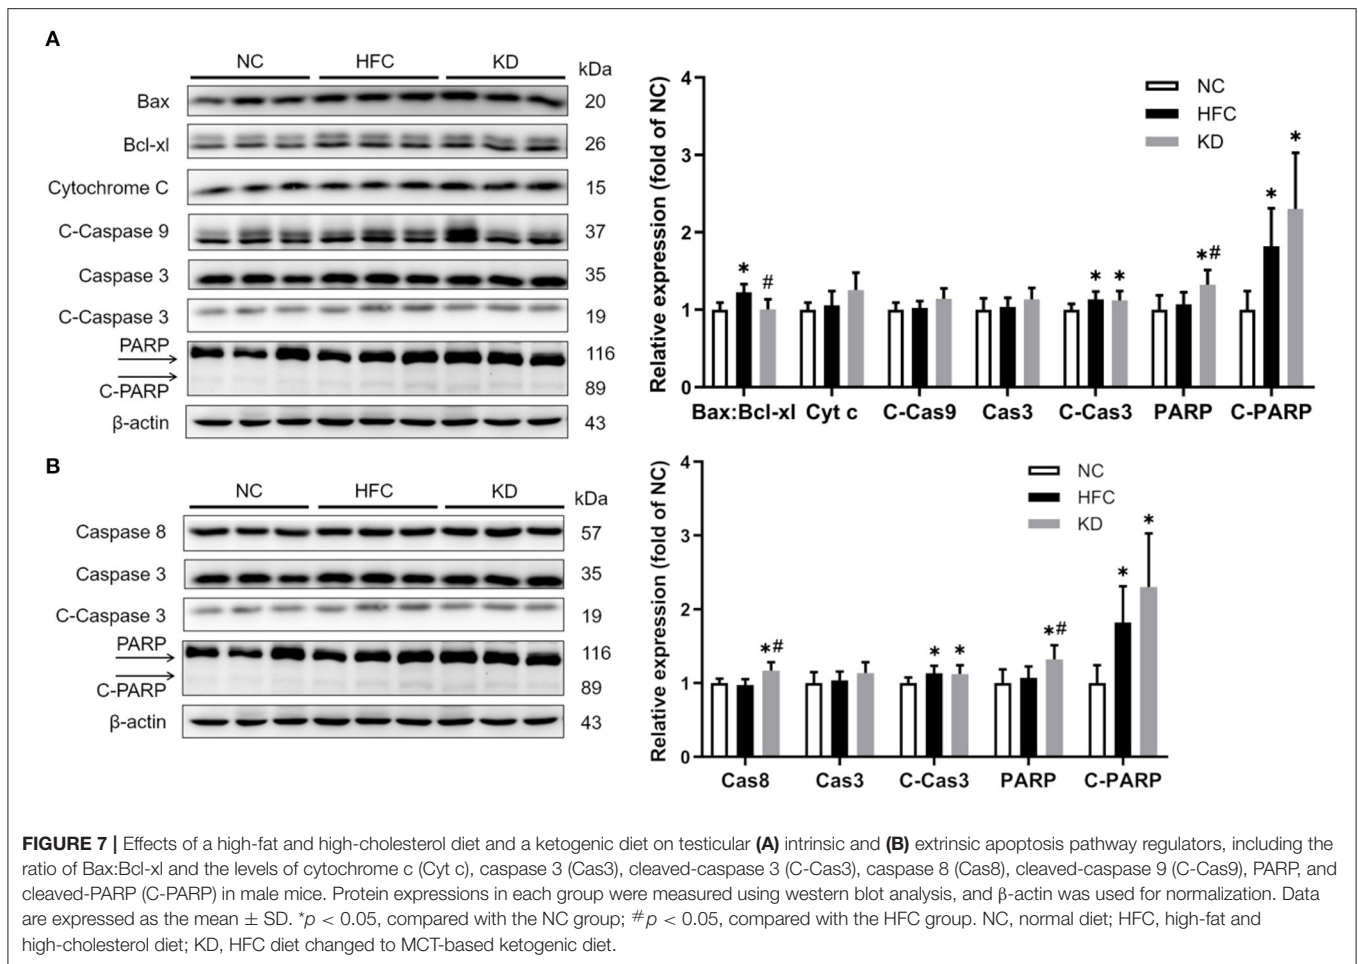 A
NC HFC KD kDa
Bax 20
Bcl-xl 26
Cytochrome C 15
C-Caspase 9 37
Caspase 3 35
C-Caspase 3 19
PARP 116
C-PARP 89
β-actin 43
Relative expression (fold of NC)
4
3
2
1
0
NC
HFC
KD
* # * * *# * *
Bax:Bcl-xl Cyt c C-Cas9 Cas3 C-Cas3 PARP C-PARP
B
NC HFC KD kDa
Caspase 8 57
Caspase 3 35
C-Caspase 3 19
PARP 116
C-PARP 89
β-actin 43
Relative expression (fold of NC)
4
3
2
1
0
NC
HFC
KD
*# * * *# * *
Cas8 Cas3 C-Cas3 PARP C-PARP
FIGURE 7 | Effects of a high-fat and high-cholesterol diet and a ketogenic diet on testicular (A) intrinsic and (B) extrinsic apoptosis pathway regulators, including the
ratio of Bax:Bcl-xl and the levels of cytochrome c (Cyt c), caspase 3 (Cas3), cleaved-caspase 3 (C-Cas3), caspase 8 (Cas8), cleaved-caspase 9 (C-Cas9), PARP, and
cleaved-PARP (C-PARP) in male mice. Protein expressions in each group were measured using western blot analysis, and β-actin was used for normalization. Data
are expressed as the mean ± SD. *p < 0.05, compared with the NC group; #p < 0.05, compared with the HFC group. NC, normal diet; HFC, high-fat and
high-cholesterol diet; KD, HFC diet changed to MCT-based ketogenic diet.